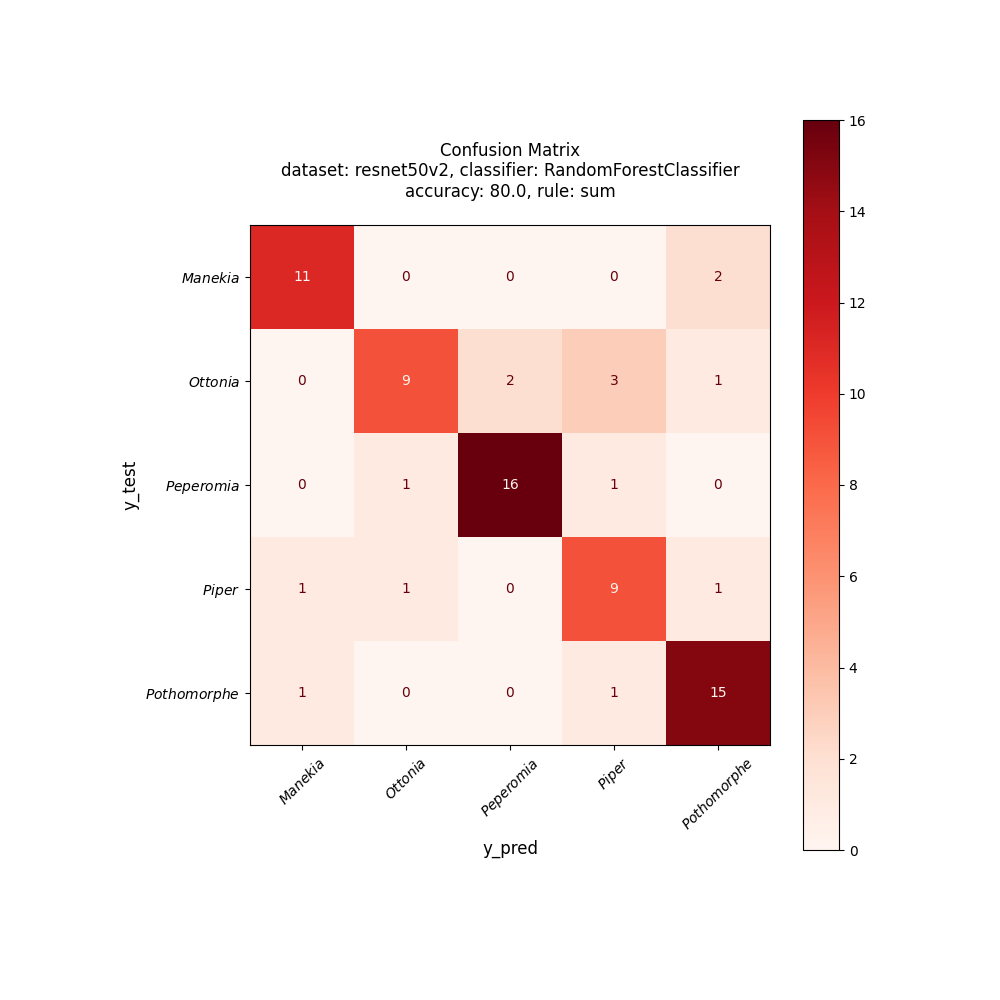 Confusion Matrix
dataset: resnet50v2, classifier: RandomForestClassifier
accuracy: 80.0, rule: sum
y_test
Manekia 11 0 0 0 2
Ottonia 0 9 2 3 1
Peperomia 0 1 16 1 0
Piper 1 1 0 9 1
Pothomorphe 1 0 0 1 15
Manekia Ottonia Peperomia Piper Pothomorphe
y_pred
16
14
12
10
8
6
4
2
0